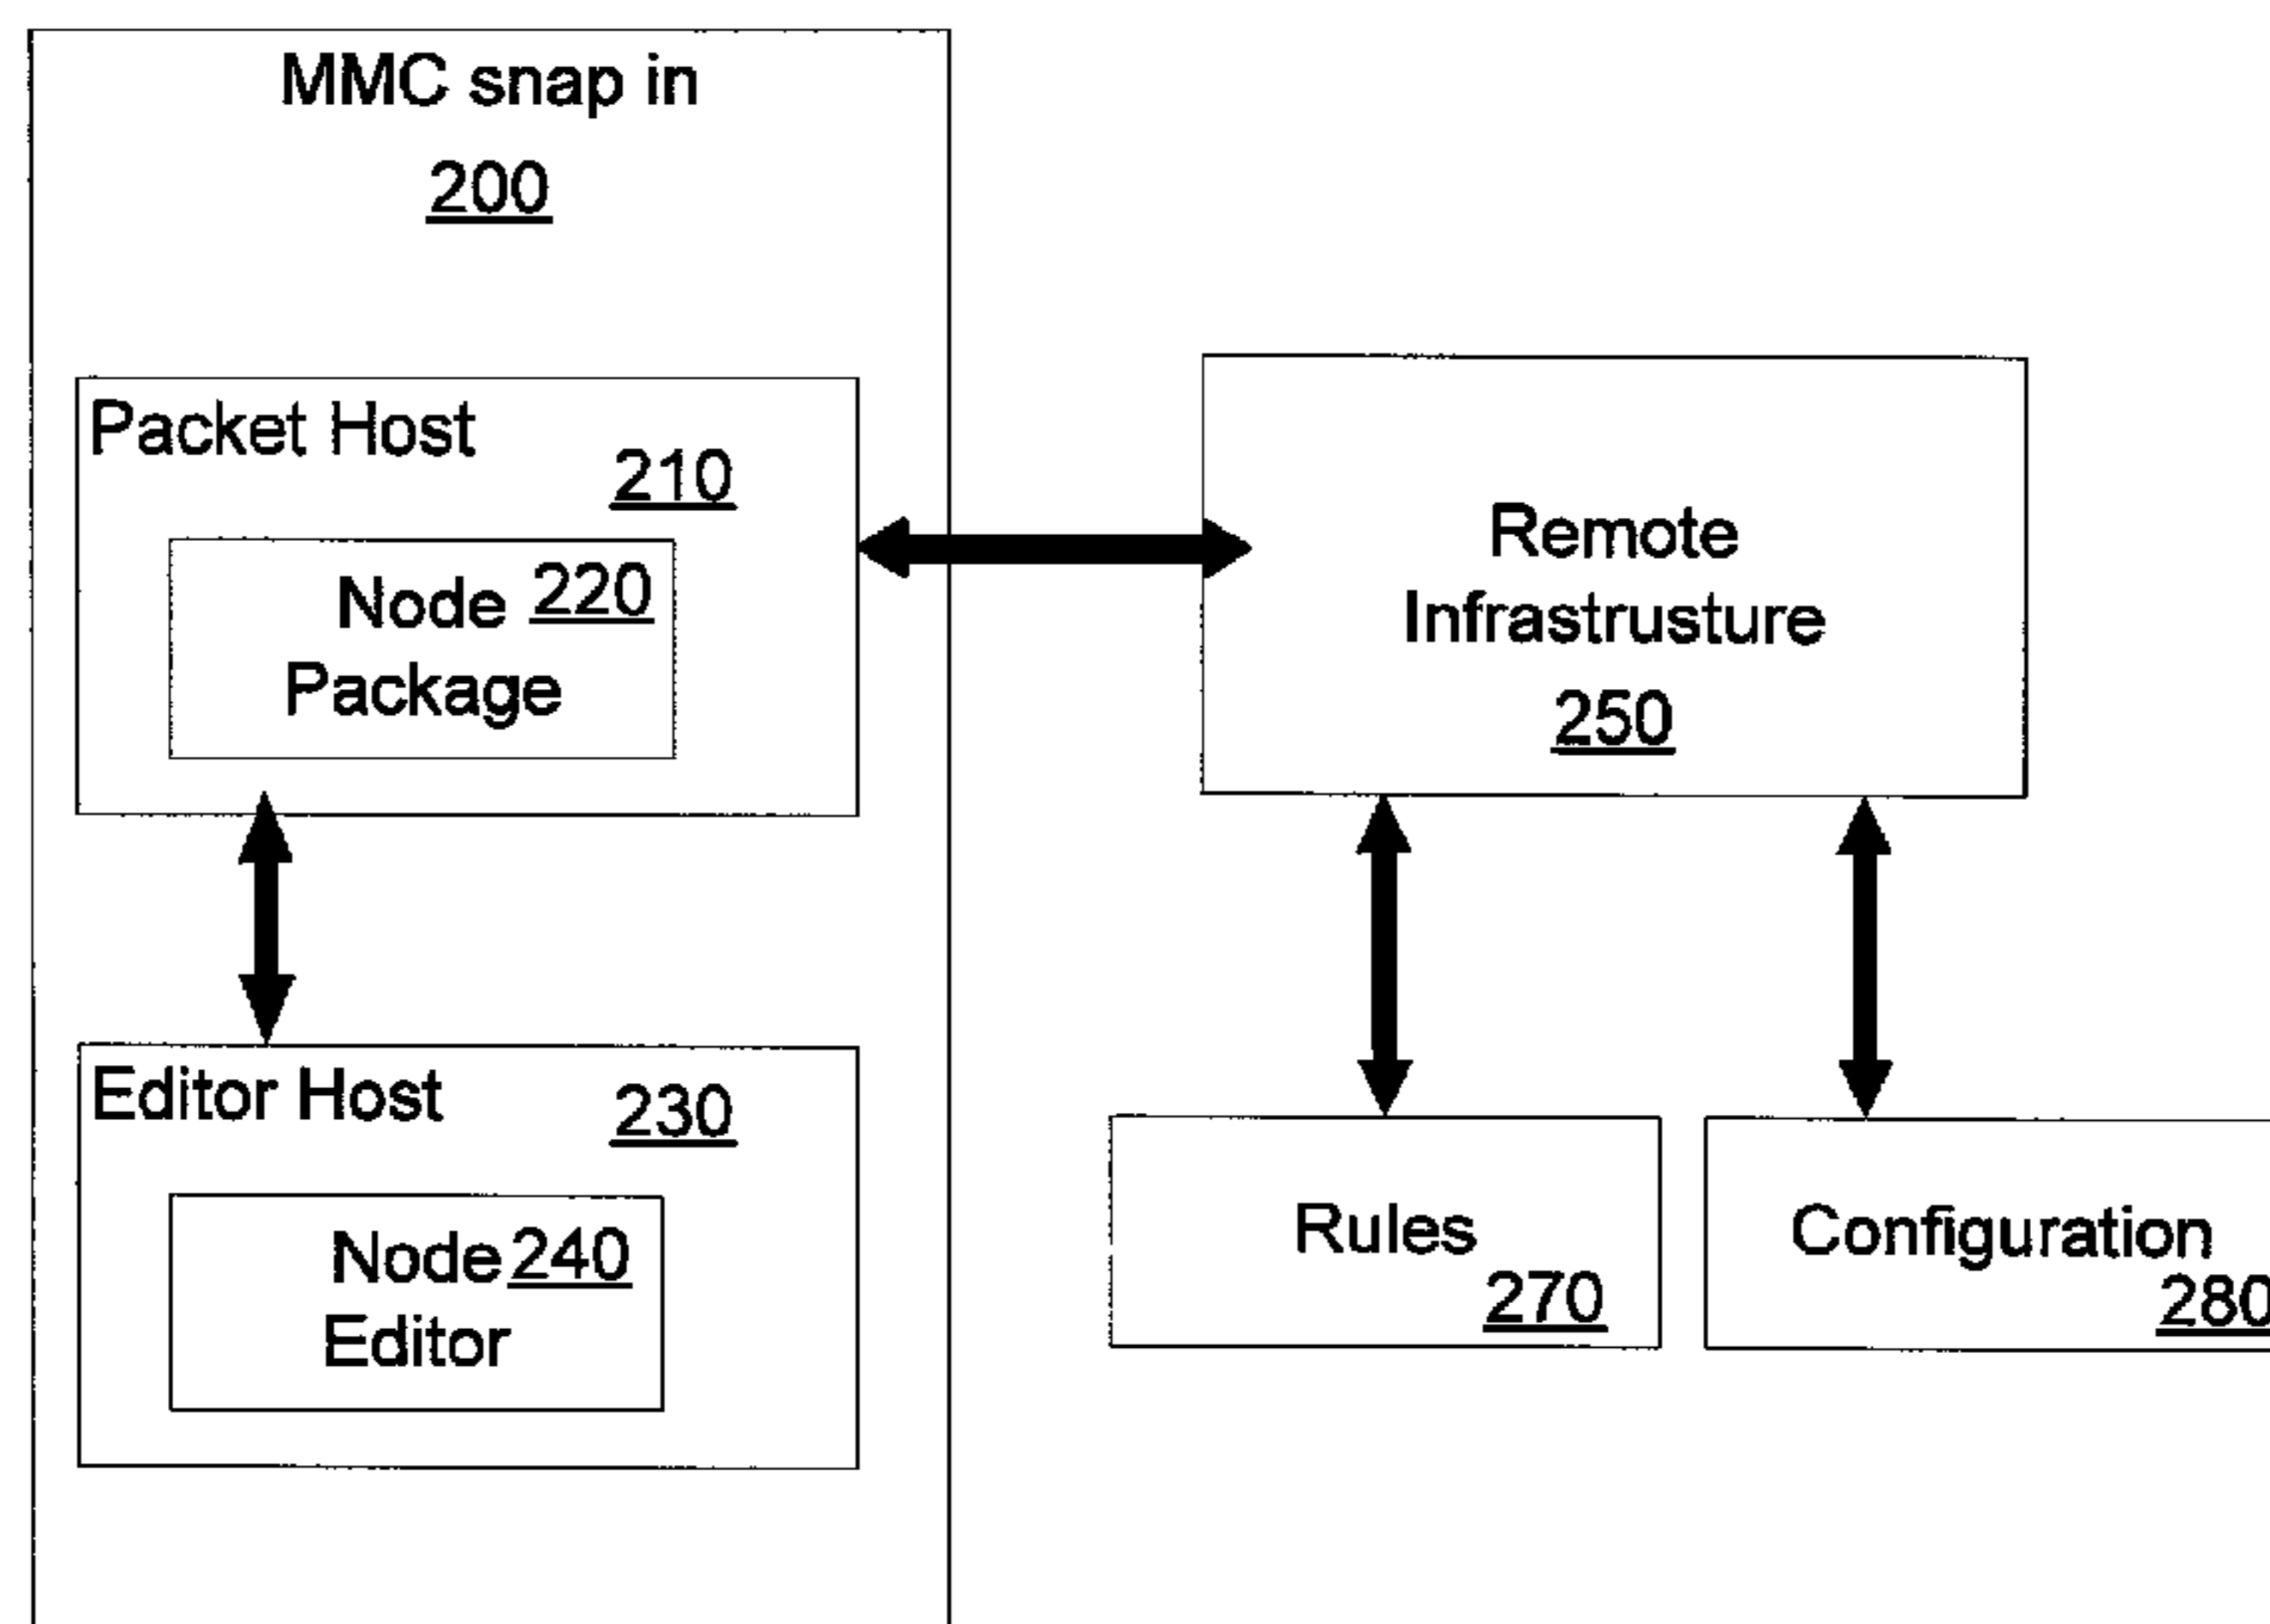 MMC snap in
200
Packet Host
210
Node 220
Package
Editor Host
230
Node 240
Editor
Remote
Infrastrusture
250
Rules
270
Configuration
280